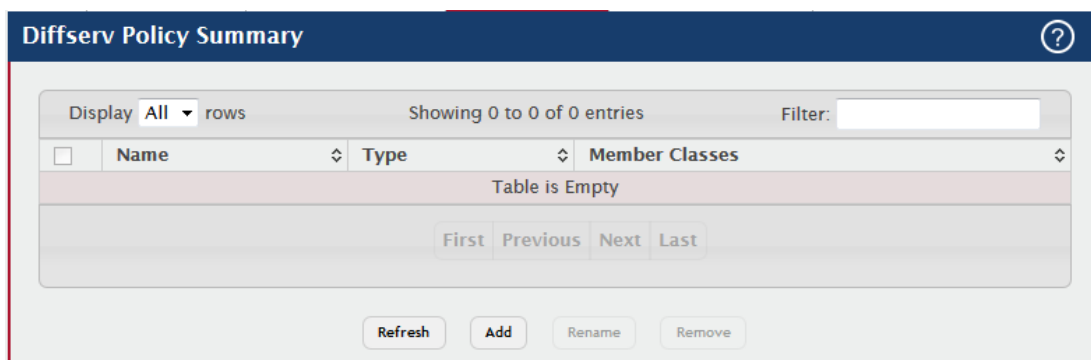 Diffserv Policy Summary ?
Display All rows Showing 0 to 0 of 0 entries Filter:
Name Type Member Classes
Table is Empty
First Previous Next Last
Refresh Add Rename Remove